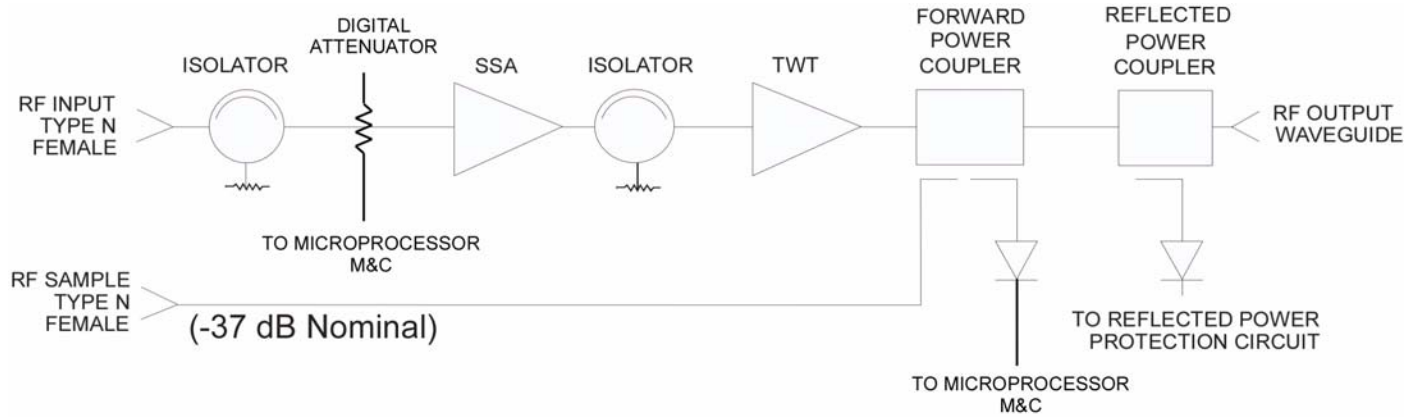 RF INPUT
TYPE N
FEMALE
ISOLATOR
DIGITAL
ATTENUATOR
TO MICROPROCESSOR
M&C
SSA
ISOLATOR
TWT
FORWARD
POWER
COUPLER
REFLECTED
POWER
COUPLER
RF OUTPUT
WAVEGUIDE
RF SAMPLE
TYPE N
FEMALE
(-37 dB Nominal)
TO MICROPROCESSOR
M&C
TO REFLECTED POWER
PROTECTION CIRCUIT